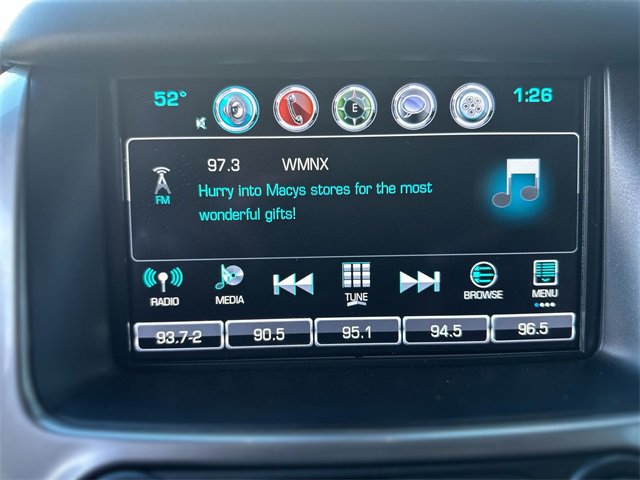 52° E 1:26
97.3 WMNX
FM
Hurry into Macys stores for the most
wonderful gifts!
RADIO MEDIA TUNE BROWSE MENU
93.7-2 90.5 95.1 94.5 96.5